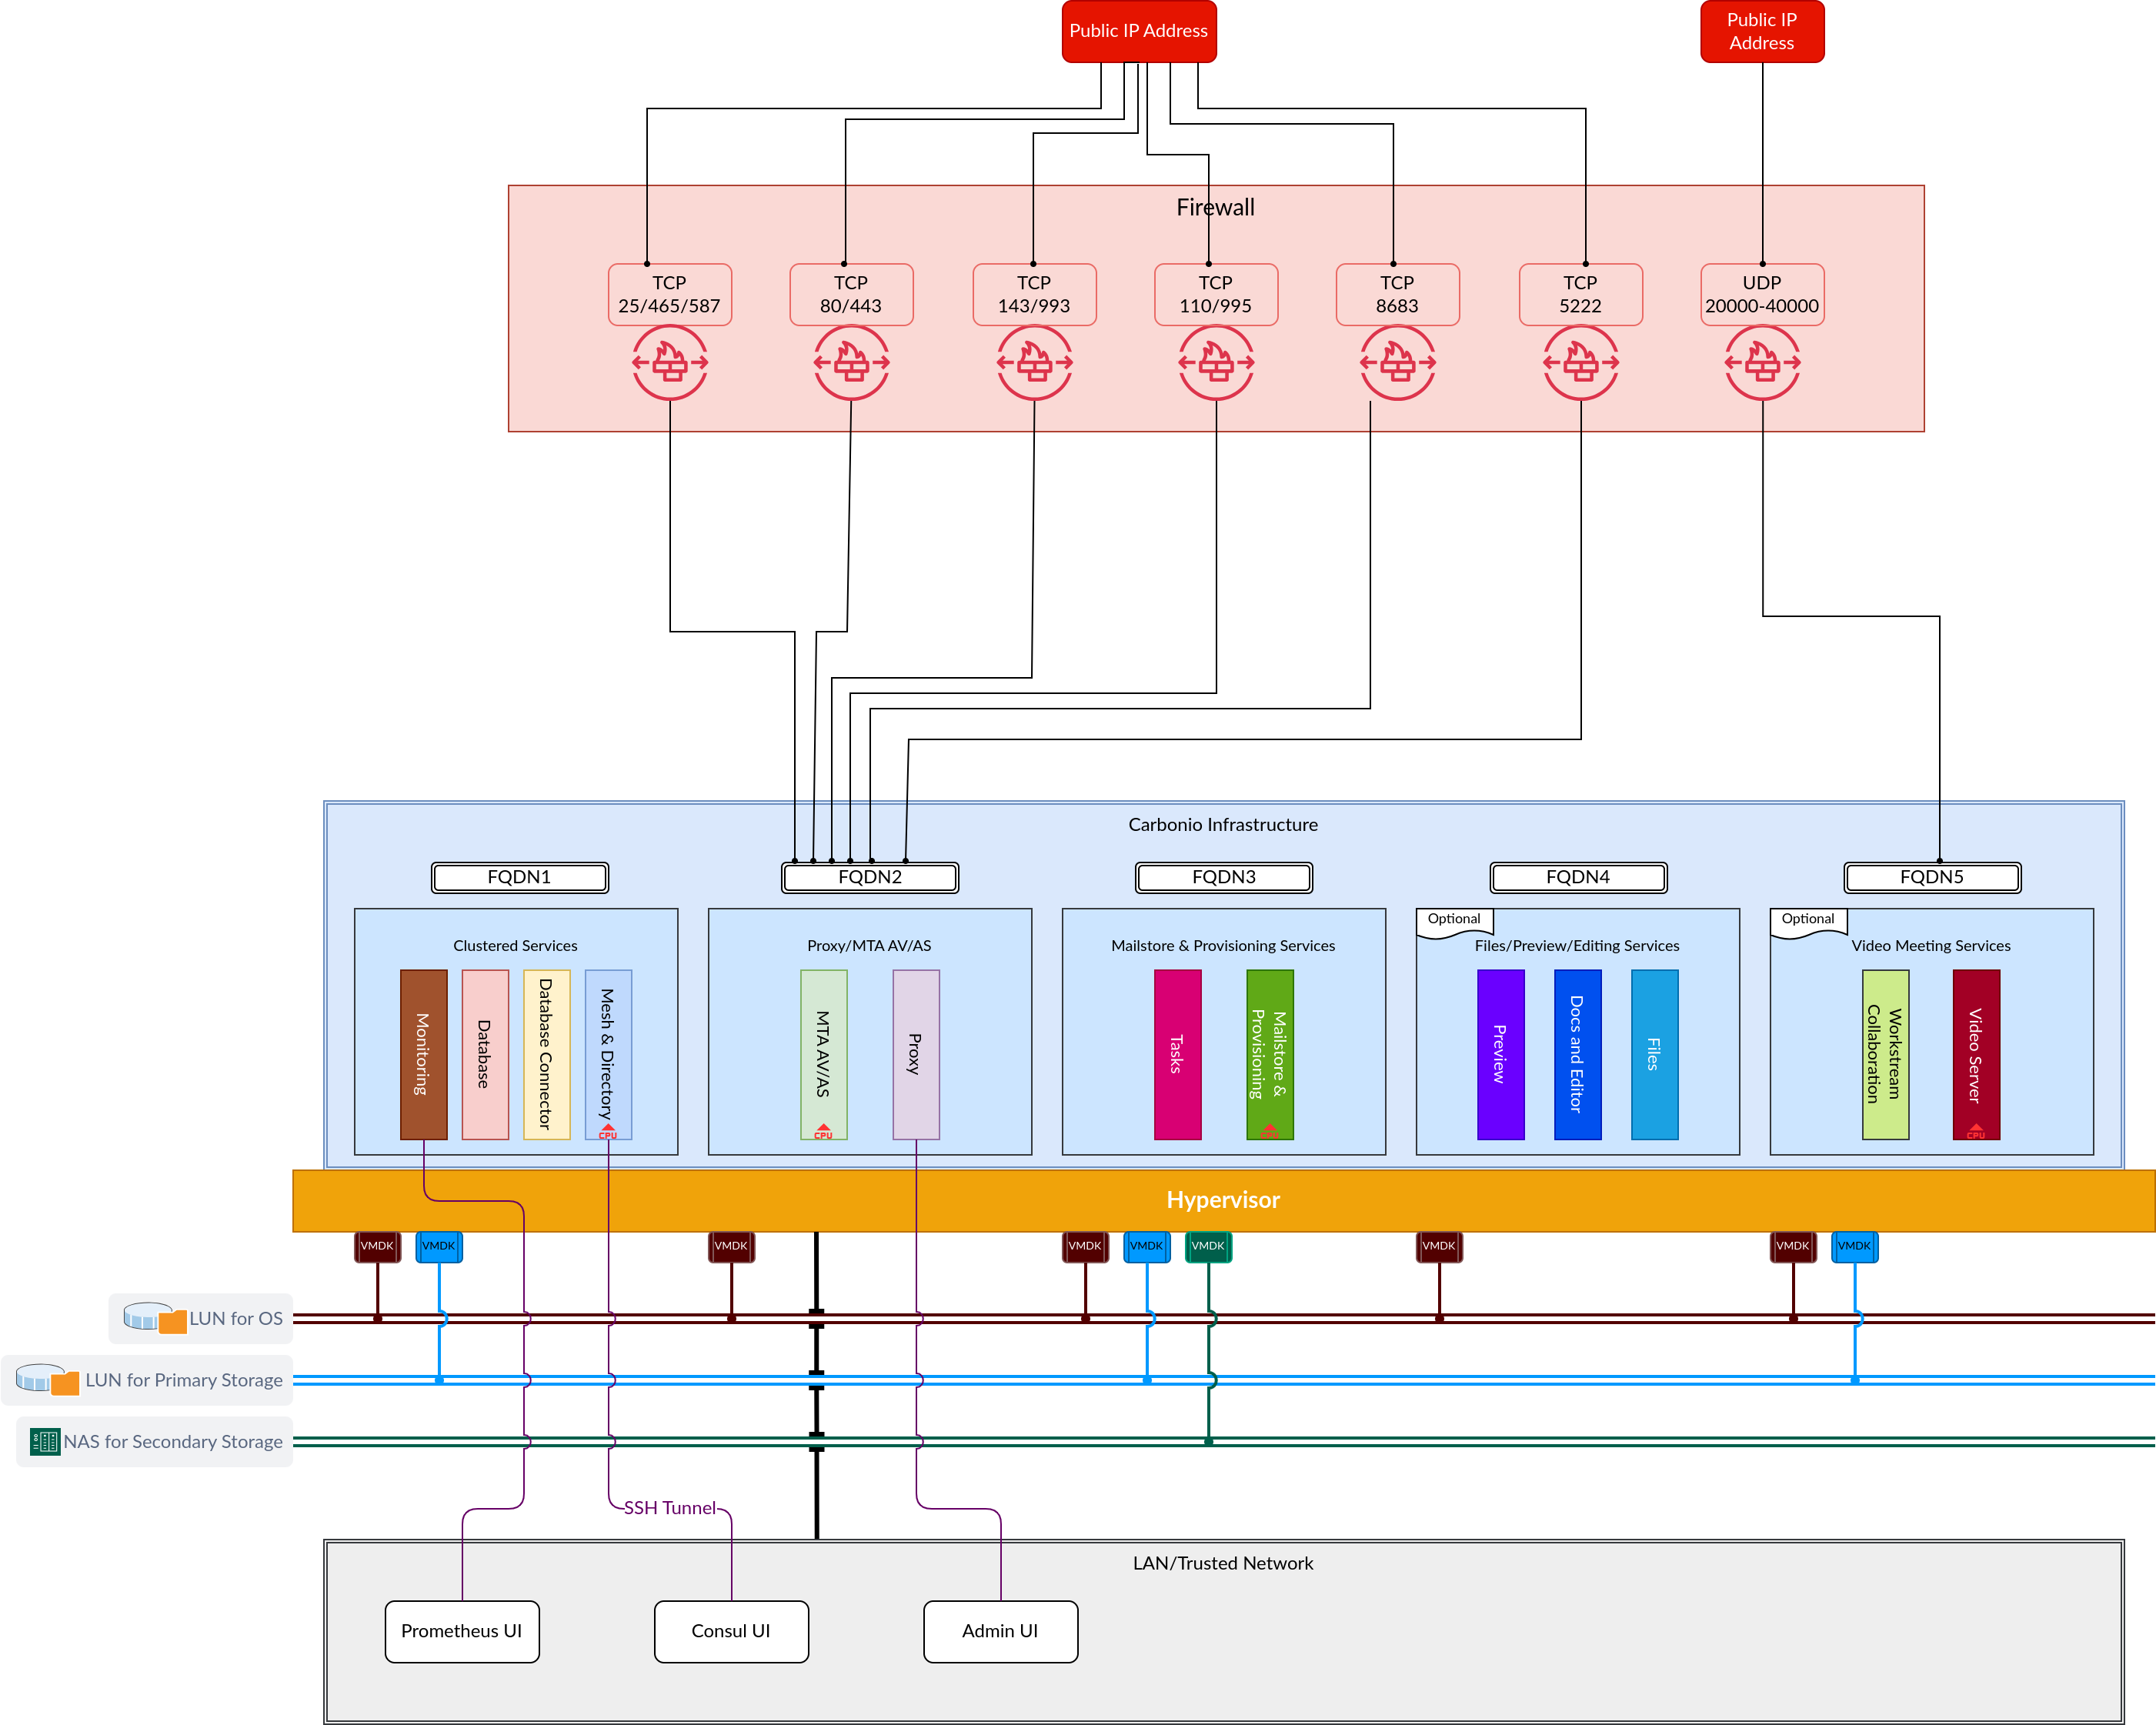 Public IP Address
Public IP
Address
Firewall
TCP
25/465/587
TCP
80/443
TCP
143/993
TCP
110/995
TCP
8683
TCP
5222
UDP
20000-40000
Carbonio Infrastructure
FQDN1
FQDN2
FQDN3
FQDN4
FQDN5
Clustered Services
Monitoring
Database
Database Connector
Mesh & Directory
CPU
Proxy/MTA AV/AS
MTA AV/AS
CPU
Proxy
Mailstore & Provisioning Services
Tasks
Mailstore &
Provisioning
CPU
Optional
Files/Preview/Editing Services
Preview
Docs and Editor
Files
Optional
Video Meeting Services
Workstream
Collaboration
Video Server
CPU
Hypervisor
VMDK
VMDK
VMDK
VMDK
VMDK
VMDK
VMDK
VMDK
VMDK
LUN for OS
LUN for Primary Storage
NAS for Secondary Storage
SSH Tunnel
LAN/Trusted Network
Prometheus UI
Consul UI
Admin UI